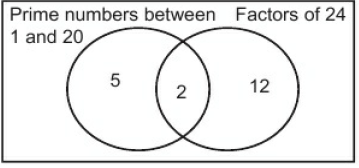 Prime numbers between Factors of 24
1 and 20
5 2 12